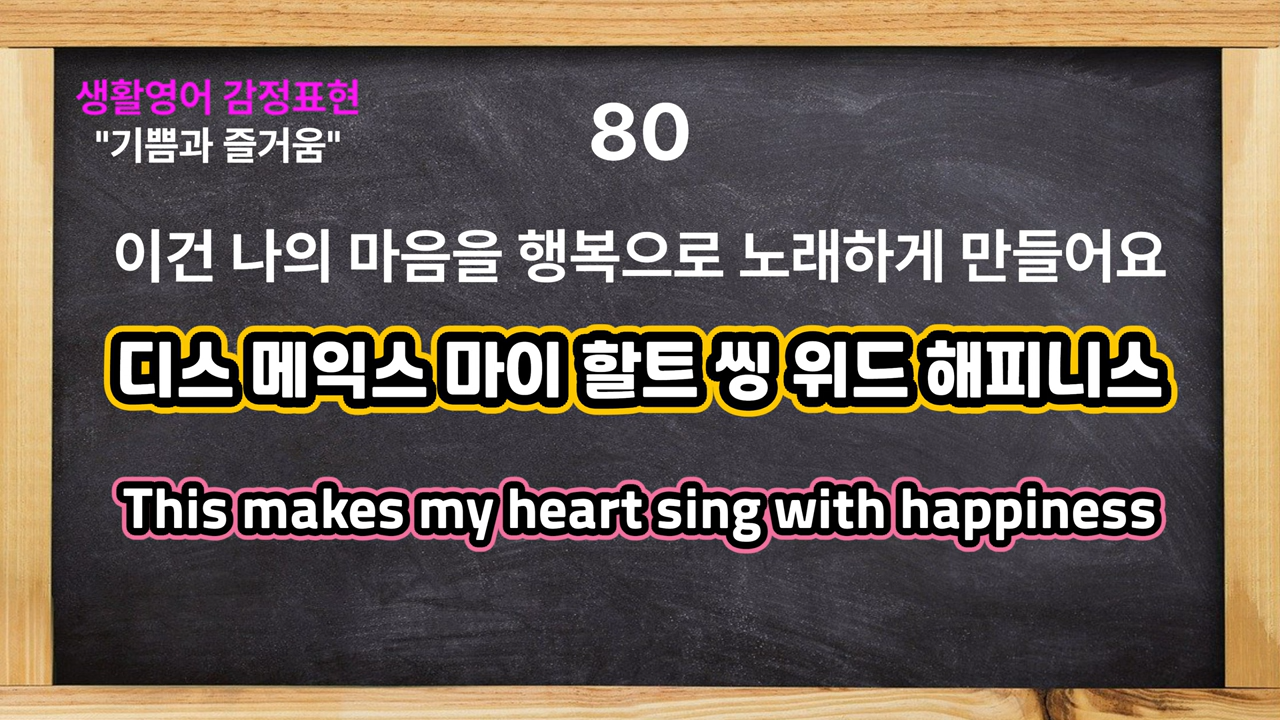 생활영어 감정표현
"기쁨과 즐거움"
80
이건 나의 마음을 행복으로 노래하게 만들어요
디스 메익스 마이 할트 씽 위드 해피니스
This makes my heart sing with happiness